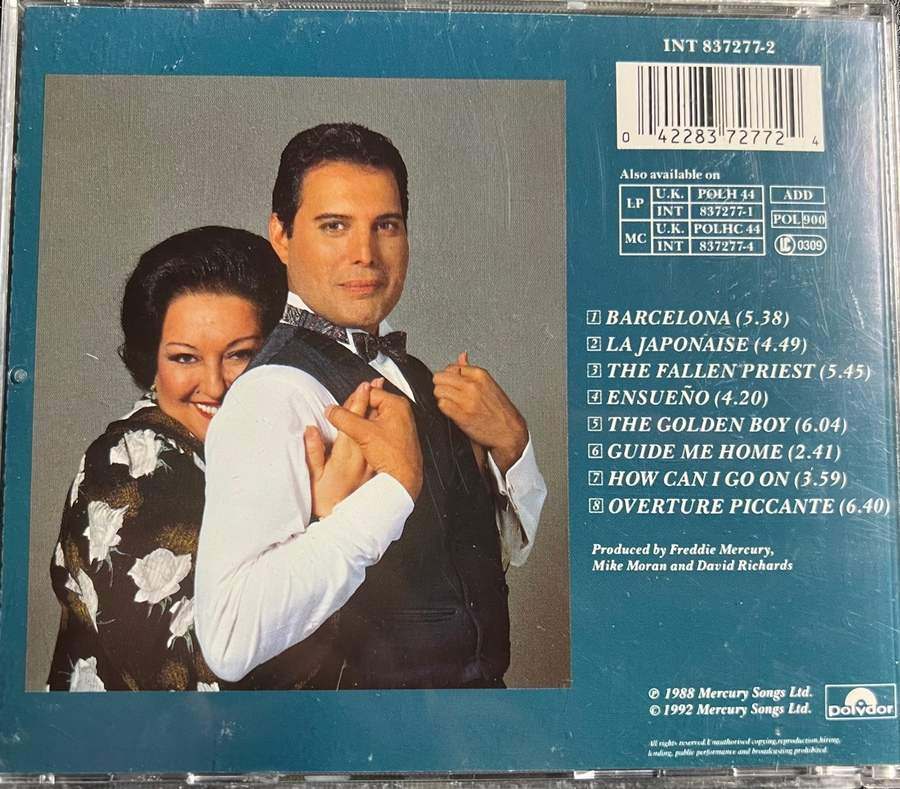 INT 837277-2
0 42283 72772 4
Also available on
LP U.K. POLH 44 ADD
INT 837277-1
POL 900
MC U.K. POLHC 44
INT 837277-4 LC 0309
1 BARCELONA (5.38)
2 LA JAPONAISE (4.49)
3 THE FALLEN PRIEST (5.45)
4 ENSUEÑO (4.20)
5 THE GOLDEN BOY (6.04)
6 GUIDE ME HOME (2.41)
7 HOW CAN I GO ON (3.59)
8 OVERTURE PICCANTE (6.40)
Produced by Freddie Mercury,
Mike Moran and David Richards
℗ 1988 Mercury Songs Ltd.
© 1992 Mercury Songs Ltd.
Polydor
All rights reserved. Unauthorised copying, reproduction, hiring,
lending, public performance and broadcasting prohibited.